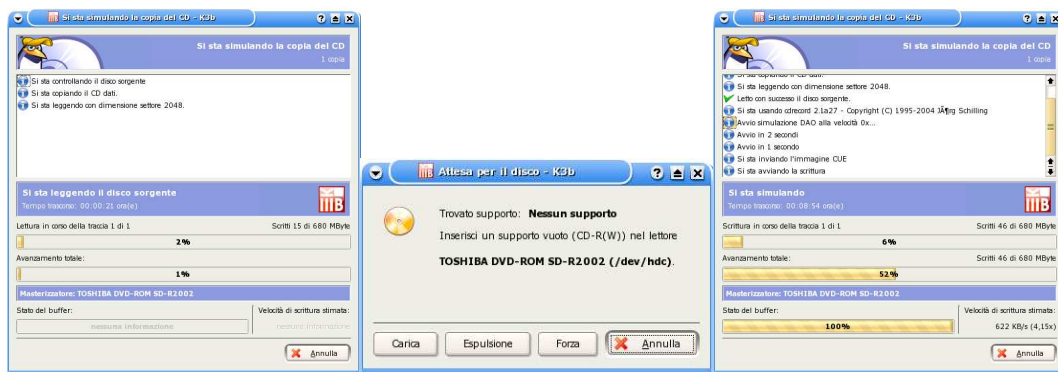 Si sta simulando la copia del CD - K3b
Si sta simulando la copia del CD
1 copia
Si sta controllando il disco sorgente
Si sta copiando il CD dati.
Si sta leggendo con dimensione settore 2048.
Si sta leggendo il disco sorgente
Tempo trascorso: 00:00:21 ora(e)
Lettura in corso della traccia 1 di 1 Scritti 15 di 680 MByte
2%
Avanzamento totale:
1%
Masterizzatore: TOSHIBA DVD-ROM SD-R2002
Stato del buffer: Velocità di scrittura stimata:
nessuna informazione nessuna informazione
Annulla
Attesa per il disco - K3b
Trovato supporto: Nessun supporto
Inserisci un supporto vuoto (CD-R(W)) nel lettore
TOSHIBA DVD-ROM SD-R2002 (/dev/hdc).
Carica Espulsione Forza Annulla
Si sta simulando la copia del CD - K3b
Si sta simulando la copia del CD
1 copia
Si sta copiando il CD dati.
Si sta leggendo con dimensione settore 2048.
Letto con successo il disco sorgente.
Si sta usando cdrecord 2.1a27 - Copyright (C) 1995-2004 JÃ¶rg Schilling
Avvio simulazione DAO alla velocità 0x...
Avvio in 2 secondi
Avvio in 1 secondo
Si sta inviando l'immagine CUE
Si sta avviando la scrittura
Si sta simulando
Tempo trascorso: 00:08:54 ora(e)
Scrittura in corso della traccia 1 di 1 Scritti 46 di 680 MByte
6%
Avanzamento totale: Scritti 46 di 680 MByte
52%
Masterizzatore: TOSHIBA DVD-ROM SD-R2002
Stato del buffer: Velocità di scrittura stimata:
100% 622 KB/s (4,15x)
Annulla